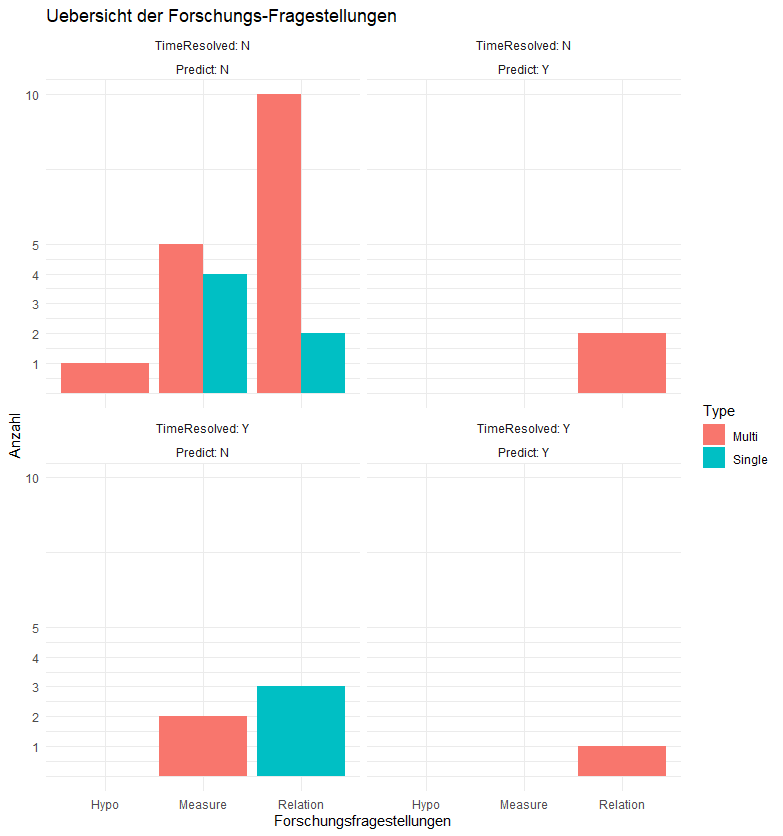 Uebersicht der Forschungs-Fragestellungen
TimeResolved: N
Predict: N
TimeResolved: N
Predict: Y
10
5
4
3
2
1
TimeResolved: Y
Predict: N
TimeResolved: Y
Predict: Y
10
5
4
3
2
1
Anzahl
Hypo
Measure
Relation
Hypo
Measure
Relation
Forschungsfragestellungen
Type
Multi
Single